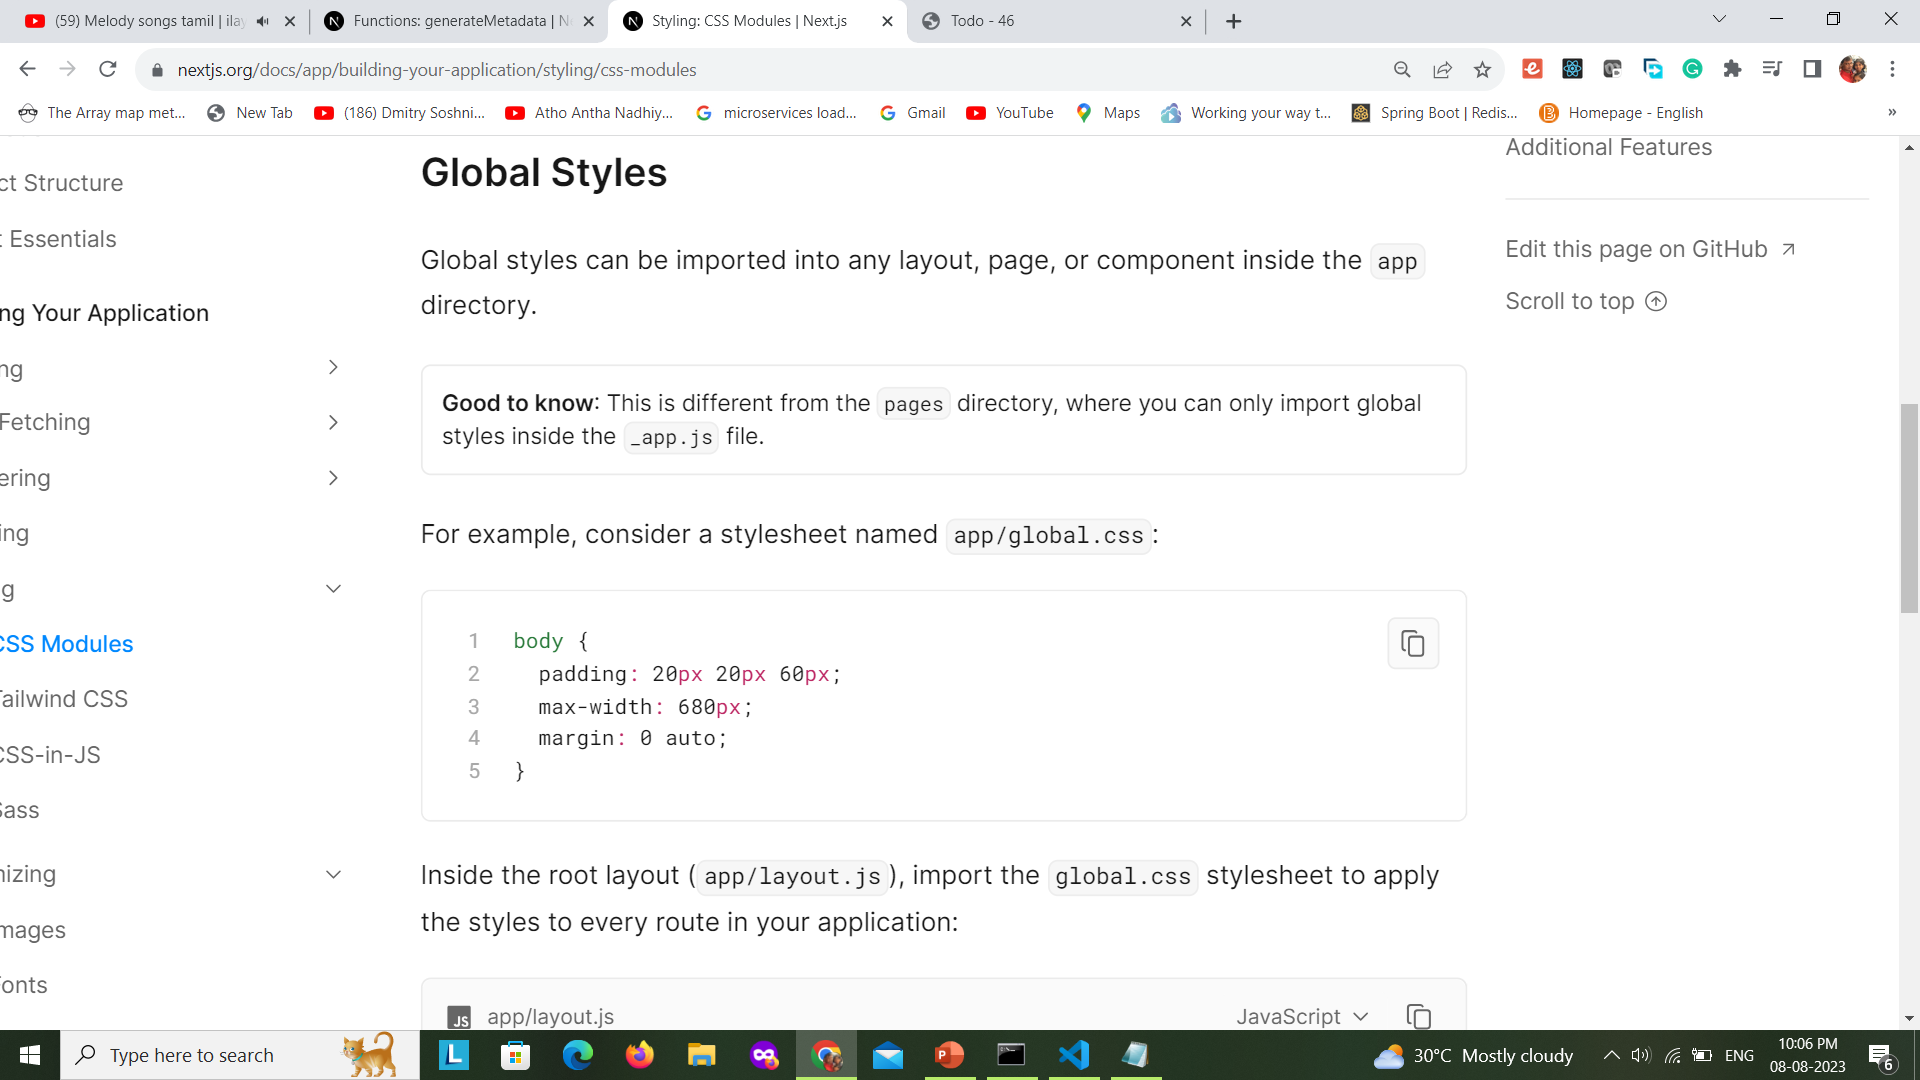 (59) Melody songs tamil | ilay
Functions: generateMetadata | Ne
Styling: CSS Modules | Next.js
Todo - 46
nextjs.org/docs/app/building-your-application/styling/css-modules
The Array map met...
New Tab
(186) Dmitry Soshni...
Atho Antha Nadhiy...
microservices load...
Gmail
YouTube
Maps
Working your way t...
Spring Boot | Redis...
Homepage - English
»
ct Structure
t Essentials
ng Your Application
ng
Fetching
ering
ing
g
CSS Modules
Tailwind CSS
CSS-in-JS
Sass
nizing
mages
Fonts
Global Styles
Global styles can be imported into any layout, page, or component inside the app
directory.
Good to know: This is different from the pages directory, where you can only import global
styles inside the _app.js file.
For example, consider a stylesheet named app/global.css:
1 body {
2 padding: 20px 20px 60px;
3 max-width: 680px;
4 margin: 0 auto;
5 }
Inside the root layout (app/layout.js), import the global.css stylesheet to apply
the styles to every route in your application:
JS app/layout.js JavaScript
Additional Features
Edit this page on GitHub
Scroll to top
Type here to search
30°C Mostly cloudy
ENG
10:06 PM
08-08-2023
6